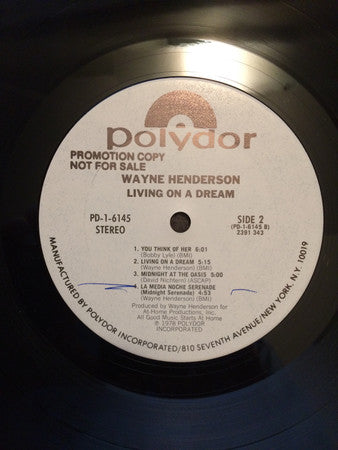 polydor
PROMOTION COPY
NOT FOR SALE
WAYNE HENDERSON
LIVING ON A DREAM
PD-1-6145
STEREO
SIDE 2
(PD-1-6145 B)
2391 343
1. YOU THINK OF HER 6:01
(Bobby Lyle) (BMI)
2. LIVING ON A DREAM 5:15
(Wayne Henderson) (BMI)
3. MIDNIGHT AT THE OASIS 5:00
(David Nichtern) (ASCAP)
4. LA MEDIA NOCHE SERENADE
(Midnight Serenade) 4:53
(Wayne Henderson) (BMI)
Produced by Wayne Henderson for
At-Home Productions, Inc.
All Good Music Starts At Home
℗ 1978 POLYDOR
INCORPORATED
MANUFACTURED BY POLYDOR INCORPORATED/810 SEVENTH AVENUE/NEW YORK, N.Y. 10019